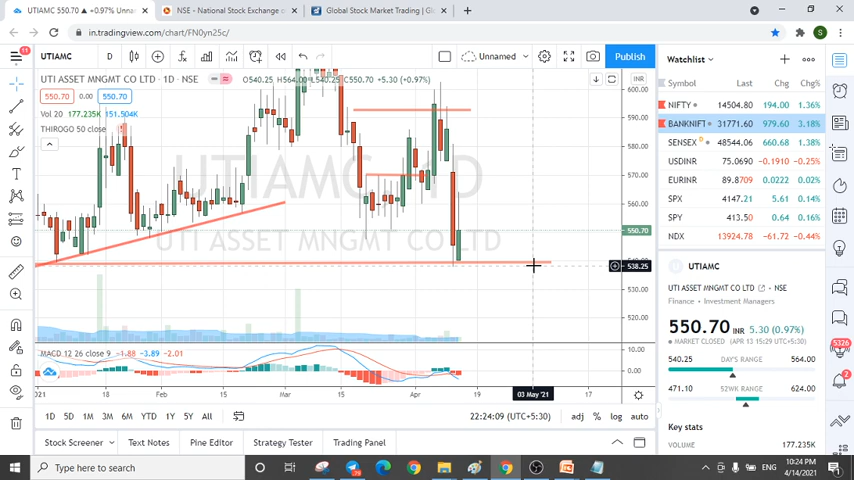 UTIAMC 550.70 ▲ +0.97% Unna
NSE - National Stock Exchange o
Global Stock Market Trading | Gl
in.tradingview.com/chart/FN0yn25c/
11
UTIAMC
D
Unnamed
Publish
UTI ASSET MNGMT CO LTD · 1D · NSE
O540.25 H564.00 L540.25 C550.70 +5.30 (+0.97%)
550.70 0.00 550.70
Vol 20 177.235K 151.504K
THIROGO 50 close
INR
600.00
590.00
580.00
570.00
560.00
550.70
538.25
530.00
520.00
UTIAMC, 1D
UTI ASSET MNGMT CO LTD
MACD 12 26 close 9 -1.88 -3.89 -2.01
10.00
0.00
2021 18 Mar 15 Apr 19 03 May '21 17
1D 5D 1M 3M 6M YTD 1Y 5Y All
22:24:09 (UTC+5:30)
adj % log auto
Stock Screener Text Notes Pine Editor Strategy Tester Trading Panel
Watchlist
Symbol Last Chg Chg%
NIFTY 14504.80 194.00 1.36%
BANKNIFT 31771.60 979.60 3.18%
SENSEX 48544.06 660.68 1.38%
USDINR 75.0690 -0.1910 -0.25%
EURINR 89.8709 0.0222 0.02%
SPX 4147.21 5.61 0.14%
SPY 413.50 0.64 0.16%
NDX 13924.78 -61.72 -0.44%
UTIAMC
UTI ASSET MNGMT CO LTD NSE
Finance Investment Managers
550.70 INR 5.30 (0.97%)
MARKET CLOSED (APR 13 15:29 UTC+5:30)
540.25 DAY'S RANGE 564.00
471.10 52WK RANGE 624.00
Key stats
VOLUME 177.235K
5326
2
Type here to search
ENG
10:24 PM
4/14/2021